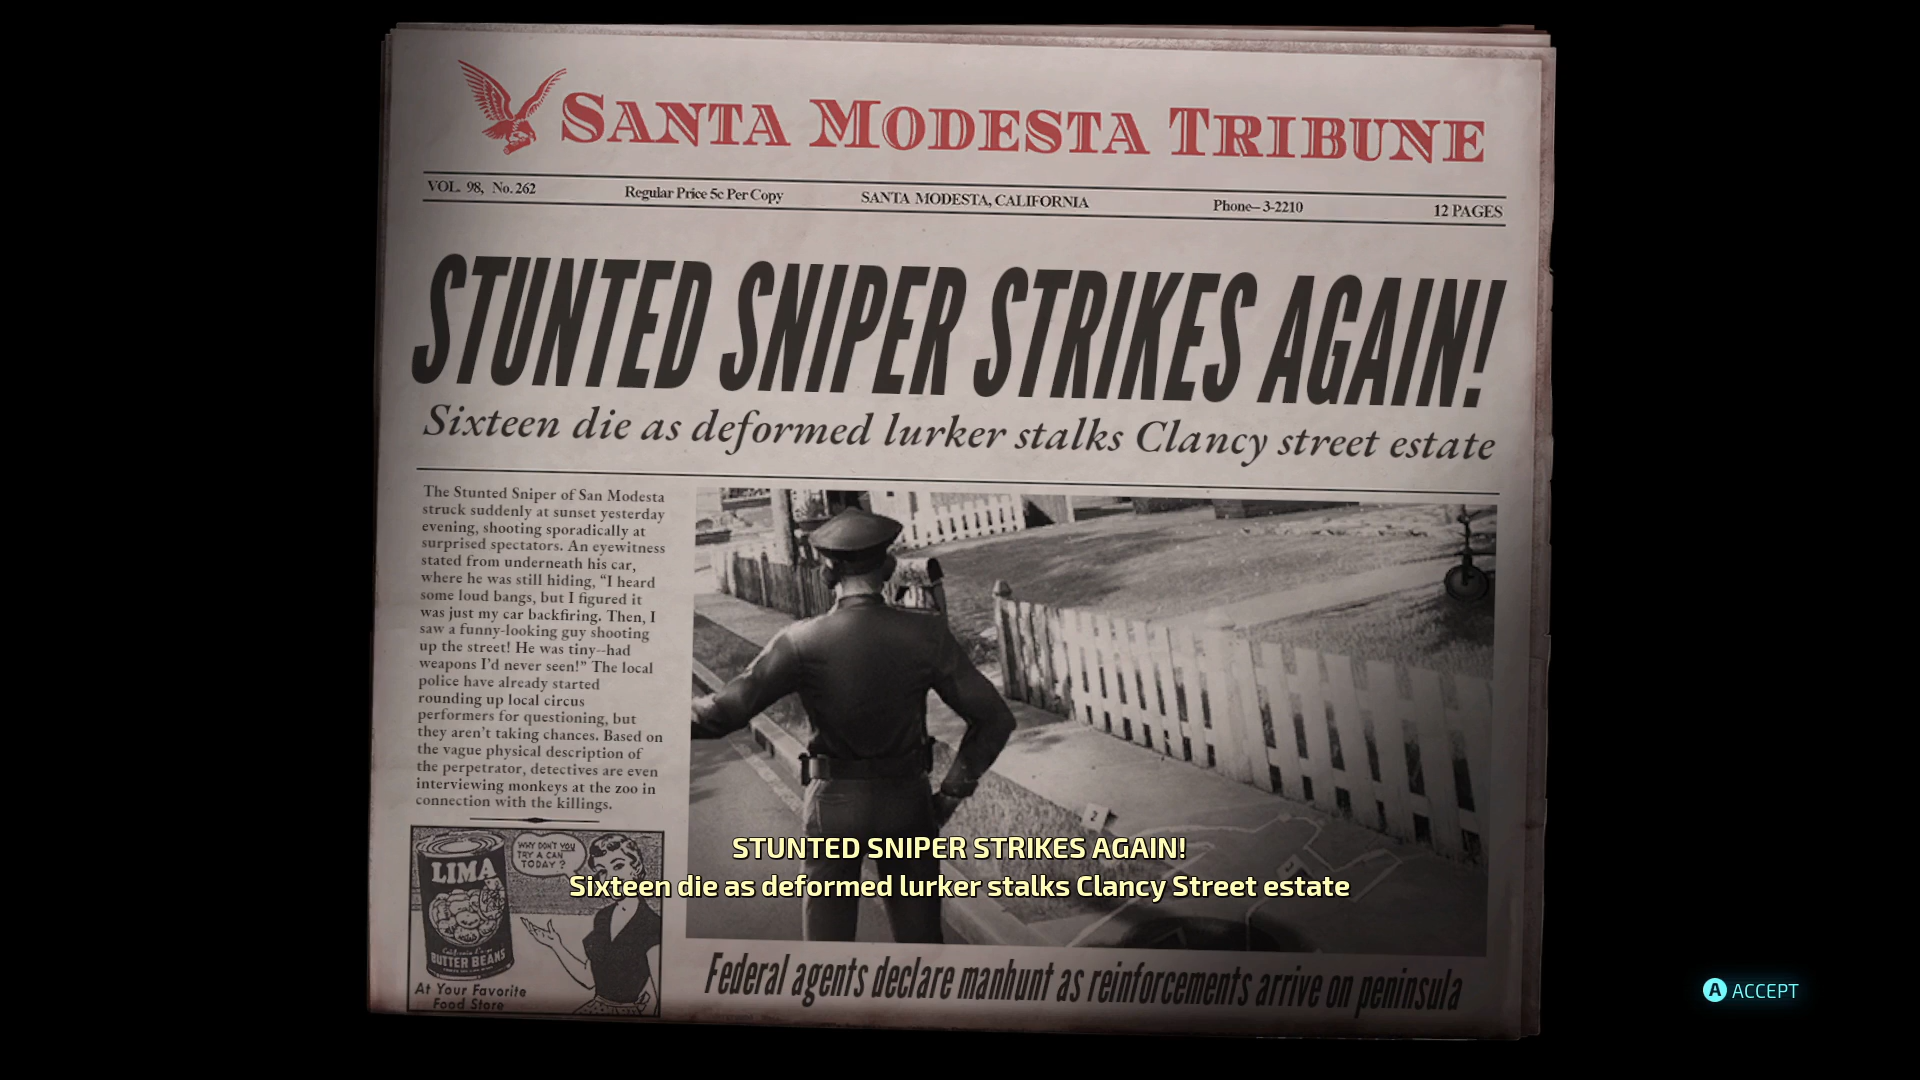 SANTA MODESTA TRIBUNE
VOL. 98, No. 262 Regular Price 5c Per Copy SANTA MODESTA, CALIFORNIA Phone–3-2210 12 PAGES
STUNTED SNIPER STRIKES AGAIN!
Sixteen die as deformed lurker stalks Clancy street estate
The Stunted Sniper of San Modesta
struck suddenly at sunset yesterday
evening, shooting sporadically at
surprised spectators. An eyewitness
stated from underneath his car,
where he was still hiding, “I heard
some loud bangs, but I figured it
was just my car backfiring. Then, I
saw a funny-looking guy shooting
up the street! He was tiny--had
weapons I’d never seen!” The local
police have already started
rounding up local circus
performers for questioning, but
they aren’t taking chances. Based on
the vague physical description of
the perpetrator, detectives are even
interviewing monkeys at the zoo in
connection with the killings.
LIMA
BUTTER BEANS
WHY DON'T YOU
TRY A CAN
TODAY?
At Your Favorite
Food Store
2
STUNTED SNIPER STRIKES AGAIN!
Sixteen die as deformed lurker stalks Clancy Street estate
Federal agents declare manhunt as reinforcements arrive on peninsula
A ACCEPT